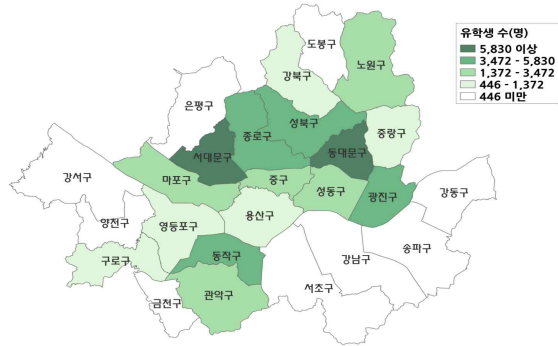 유학생 수(명)
5,830 이상
3,472 - 5,830
1,372 - 3,472
446 - 1,372
446 미만
도봉구
노원구
강북구
은평구
성북구
종로구
중랑구
서대문구
동대문구
강서구
마포구
중구
성동구
광진구
강동구
양천구
영등포구
용산구
송파구
구로구
동작구
강남구
금천구
관악구
서초구